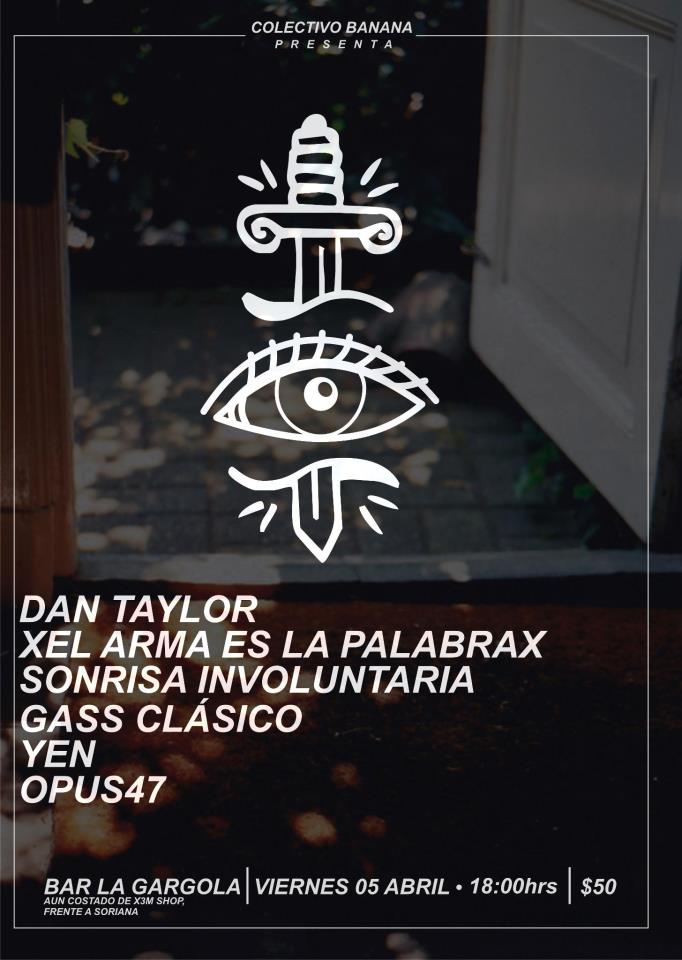 COLECTIVO BANANA
PRESENTA
DAN TAYLOR
XEL ARMA ES LA PALABRAX
SONRISA INVOLUNTARIA
GASS CLÁSICO
YEN
OPUS47
BAR LA GARGOLA | VIERNES 05 ABRIL • 18:00hrs | $50
AUN COSTADO DE X3M SHOP,
FRENTE A SORIANA